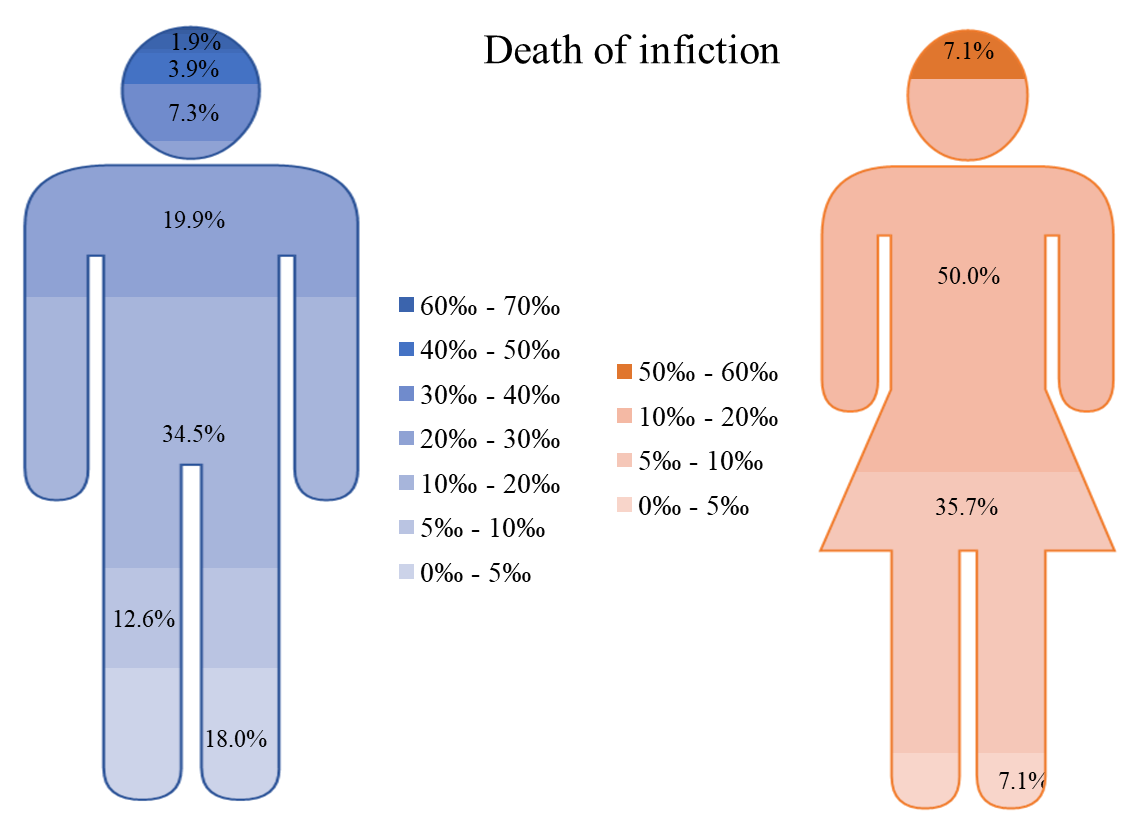 Death of infiction
1.9%
3.9%
7.3%
19.9%
34.5%
12.6%
18.0%
60‰ - 70‰
40‰ - 50‰
30‰ - 40‰
20‰ - 30‰
10‰ - 20‰
5‰ - 10‰
0‰ - 5‰
50‰ - 60‰
10‰ - 20‰
5‰ - 10‰
0‰ - 5‰
7.1%
50.0%
35.7%
7.1%